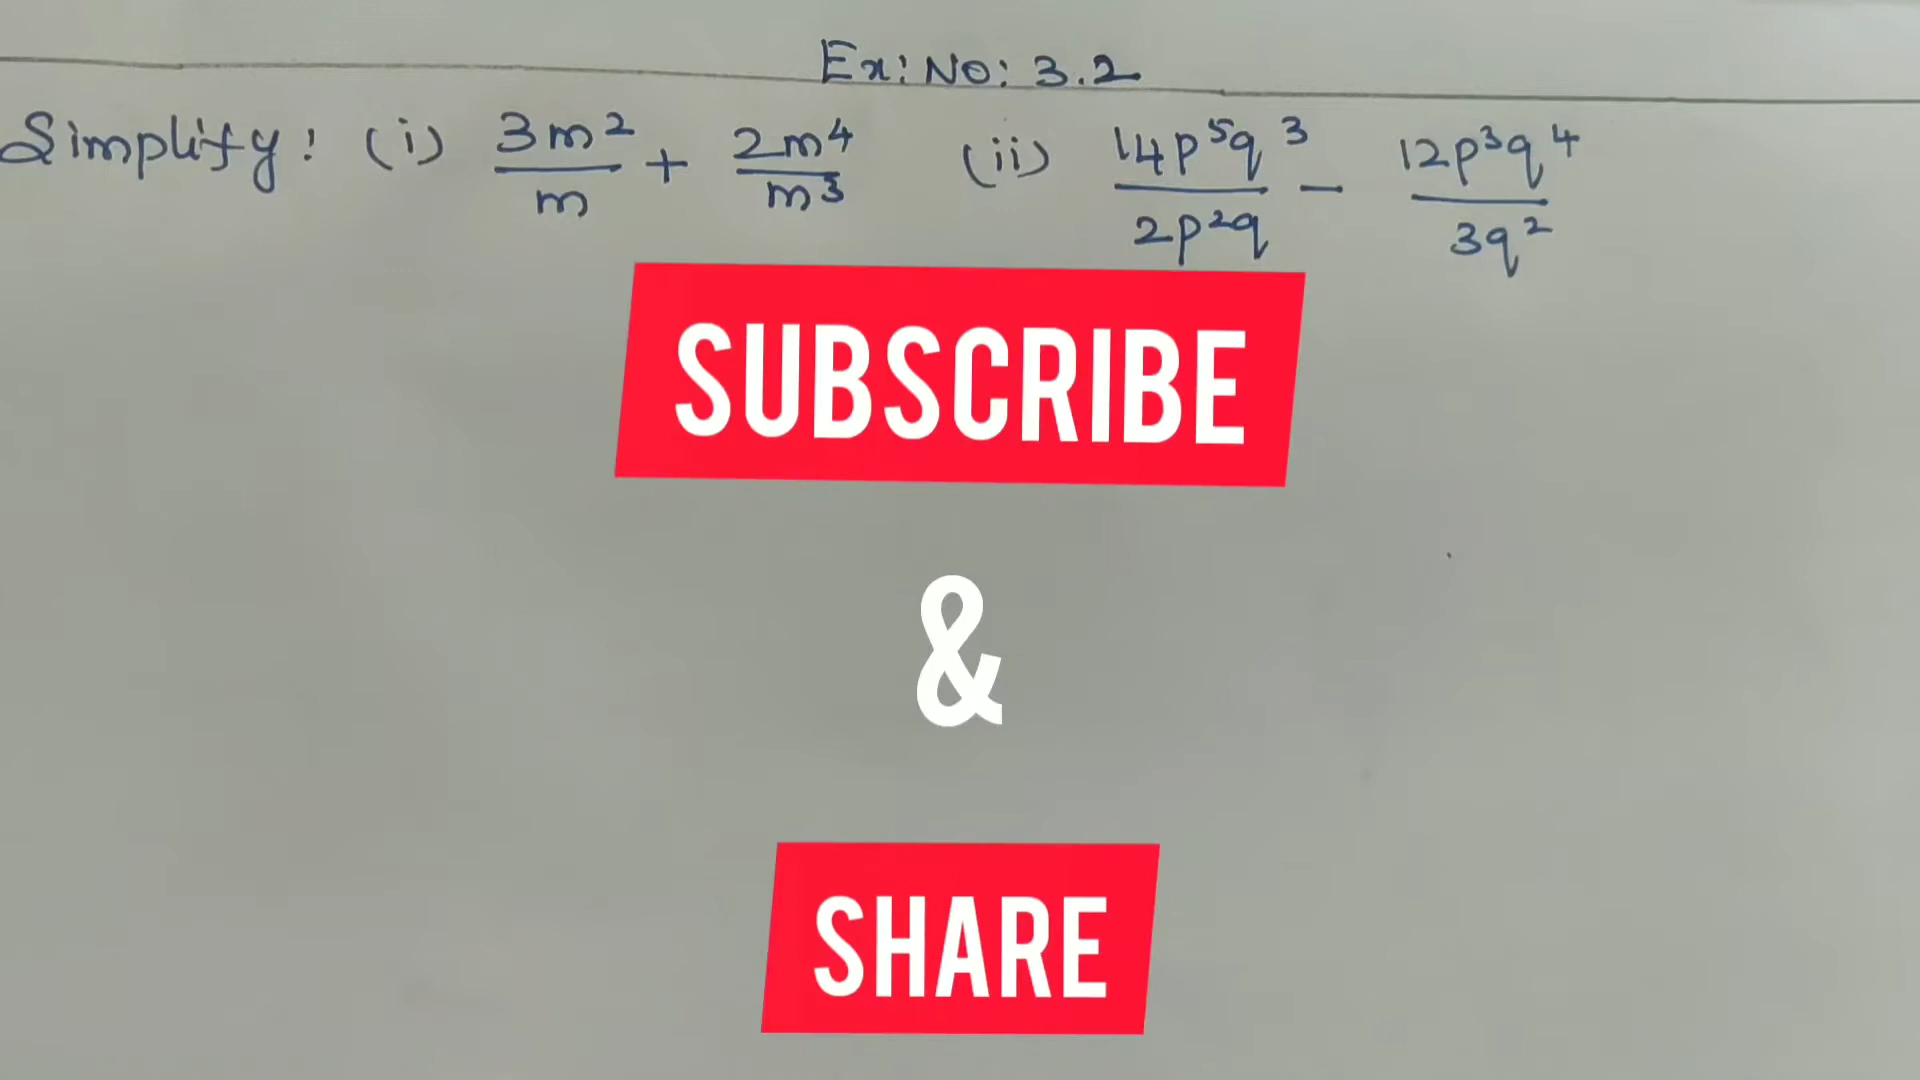 Ex: No: 3.2
Simplify: (i) 3m²/m + 2m⁴/m³ (ii) 14p⁵q³/2p²q - 12p³q⁴/3q²
SUBSCRIBE
&
SHARE